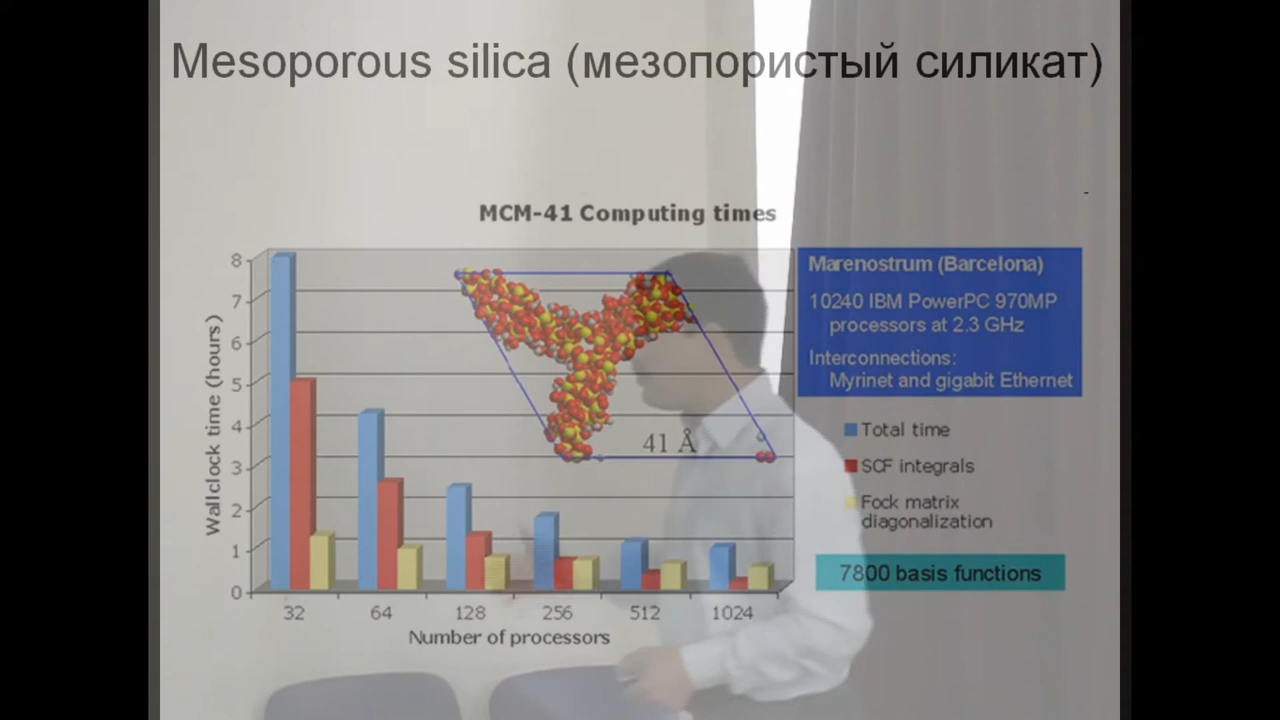 Mesoporous silica (мезопористый силикат)
MCM-41 Computing times
Wallclock time (hours)
8
7
6
5
4
3
2
1
0
32 64 128 256 512 1024
Number of processors
41 Å
Marenostrum (Barcelona)
10240 IBM PowerPC 970MP
processors at 2.3 GHz
Interconnections:
Myrinet and gigabit Ethernet
Total time
SCF integrals
Fock matrix
diagonalization
7800 basis functions